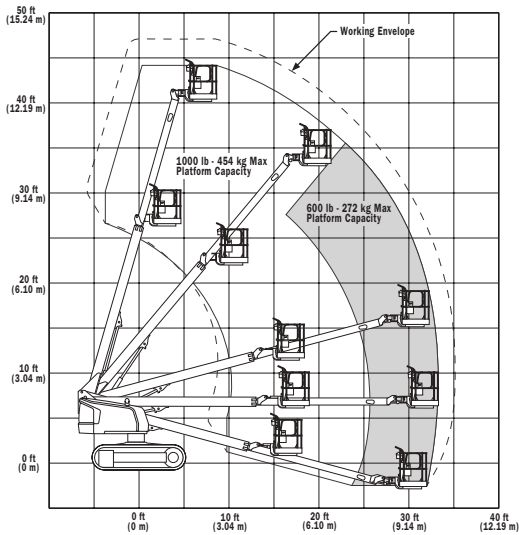 50 ft
(15.24 m)
Working Envelope
40 ft
(12.19 m)
1000 lb - 454 kg Max
Platform Capacity
30 ft
(9.14 m)
600 lb - 272 kg Max
Platform Capacity
20 ft
(6.10 m)
10 ft
(3.04 m)
0 ft
(0 m)
0 ft
(0 m)
10 ft
(3.04 m)
20 ft
(6.10 m)
30 ft
(9.14 m)
40 ft
(12.19 m)